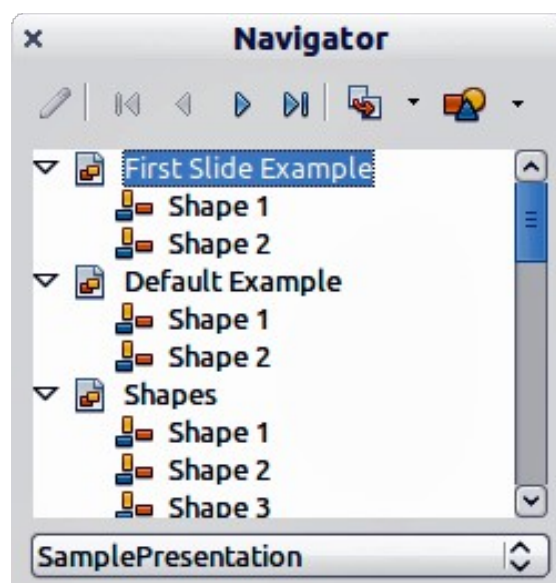 Navigator
First Slide Example
Shape 1
Shape 2
Default Example
Shape 1
Shape 2
Shapes
Shape 1
Shape 2
Shape 3
SamplePresentation